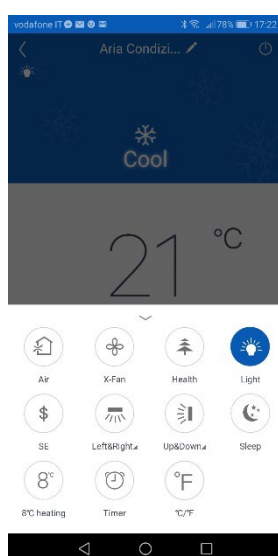 vodafone IT 78% 17:22
Aria Condizi...
Cool
21 °C
Air X-Fan Health Light
$
SE Left&Right Up&Down Sleep
8°C °F
8°C heating Timer °C/°F